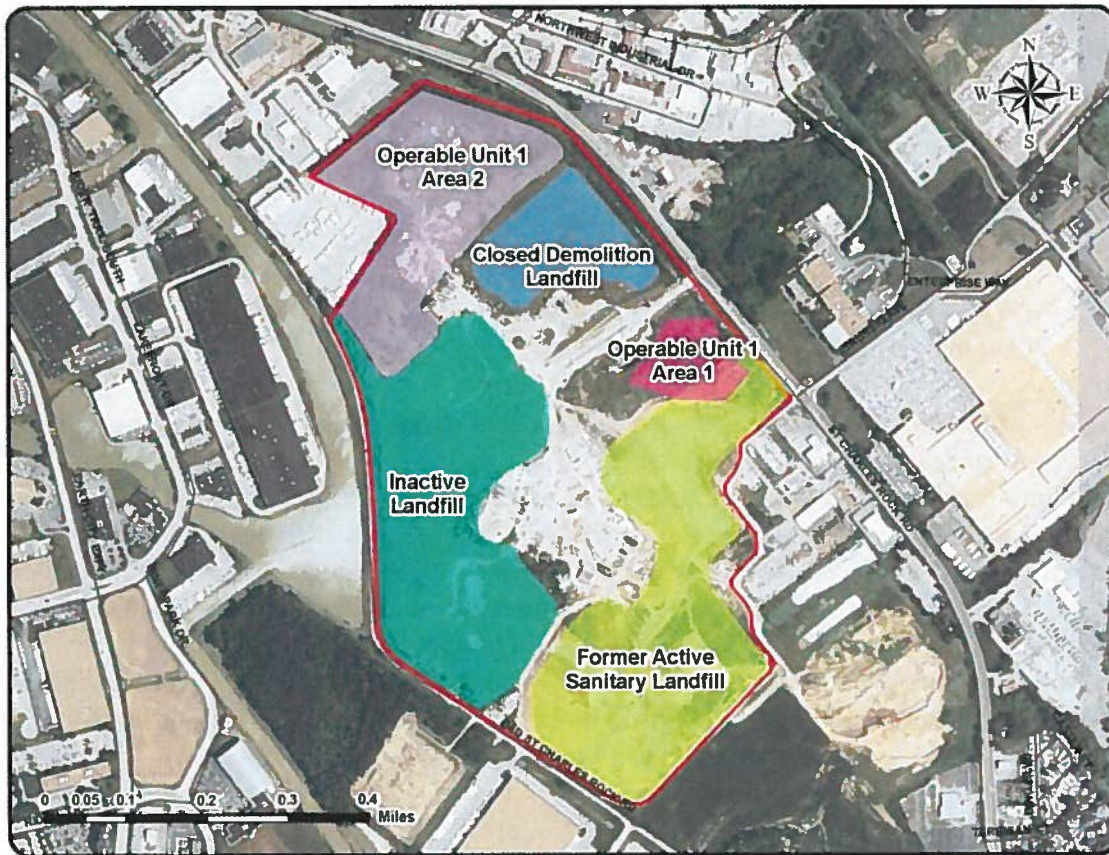 NORTHWEST INDUSTRIAL DR
N
W E
S
Operable Unit 1
Area 2
Closed Demolition
Landfill
ENTERPRISE WAY
Operable Unit 1
Area 1
ST CHARLES ROCK RD
Inactive
Landfill
PARK DR
Former Active
Sanitary Landfill
ST CHARLES ROCK RD
0 0.05 0.1 0.2 0.3 0.4
Miles